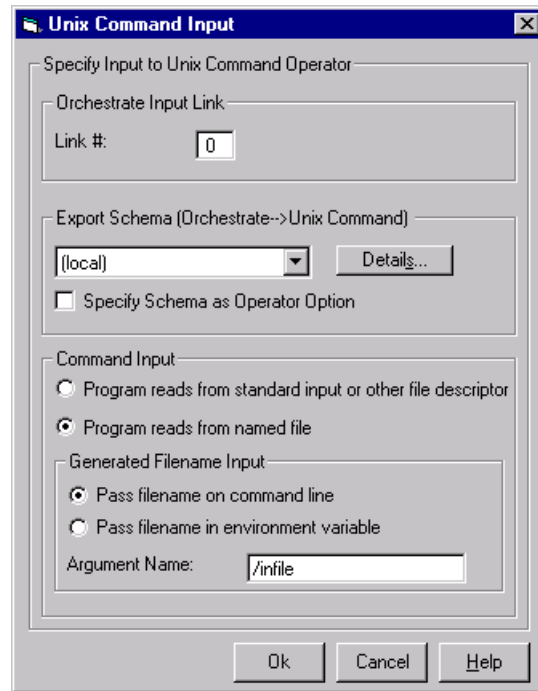 Unix Command Input
Specify Input to Unix Command Operator
Orchestrate Input Link
Link #: 0
Export Schema (Orchestrate-->Unix Command)
(local) Details...
Specify Schema as Operator Option
Command Input
Program reads from standard input or other file descriptor
Program reads from named file
Generated Filename Input
Pass filename on command line
Pass filename in environment variable
Argument Name: /infile
Ok Cancel Help